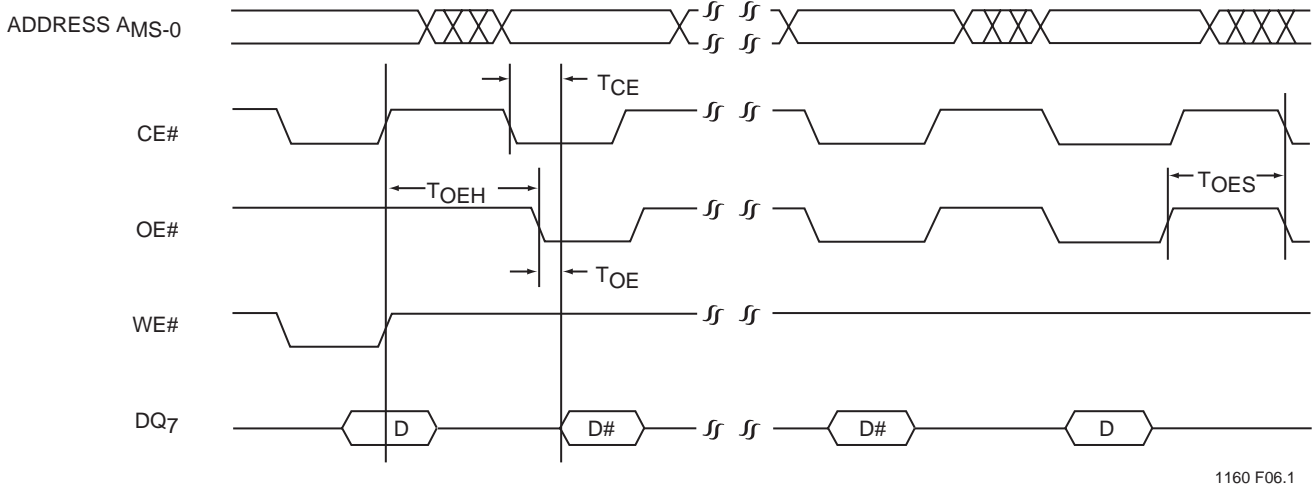 ADDRESS AMS-0
TCE
CE#
TOEH
TOES
OE#
TOE
WE#
DQ7
D
D#
D#
D
1160 F06.1